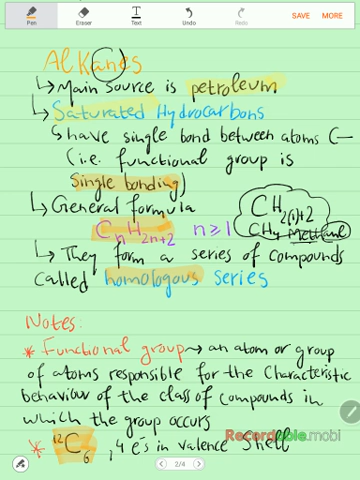 Pen Eraser Text Undo Redo SAVE MORE
Alkanes
↳ Main source is petroleum
↳ Saturated Hydrocarbons
↳ have single bond between atoms C—
(i.e. functional group is
single bonding)
↳ General formula
CₙH₂ₙ₊₂ n ≥ 1
CH₂₍₁₎₊₂
CH₄ Methane
↳ They form a series of compounds
called homologous series
Notes:
* Functional group → an atom or group
of atoms responsible for the characteristic
behaviour of the class of compounds in
which the group occurs
Recordable.mobi
* ¹²C₆ , 4 e⁻s in valence shell
2/4